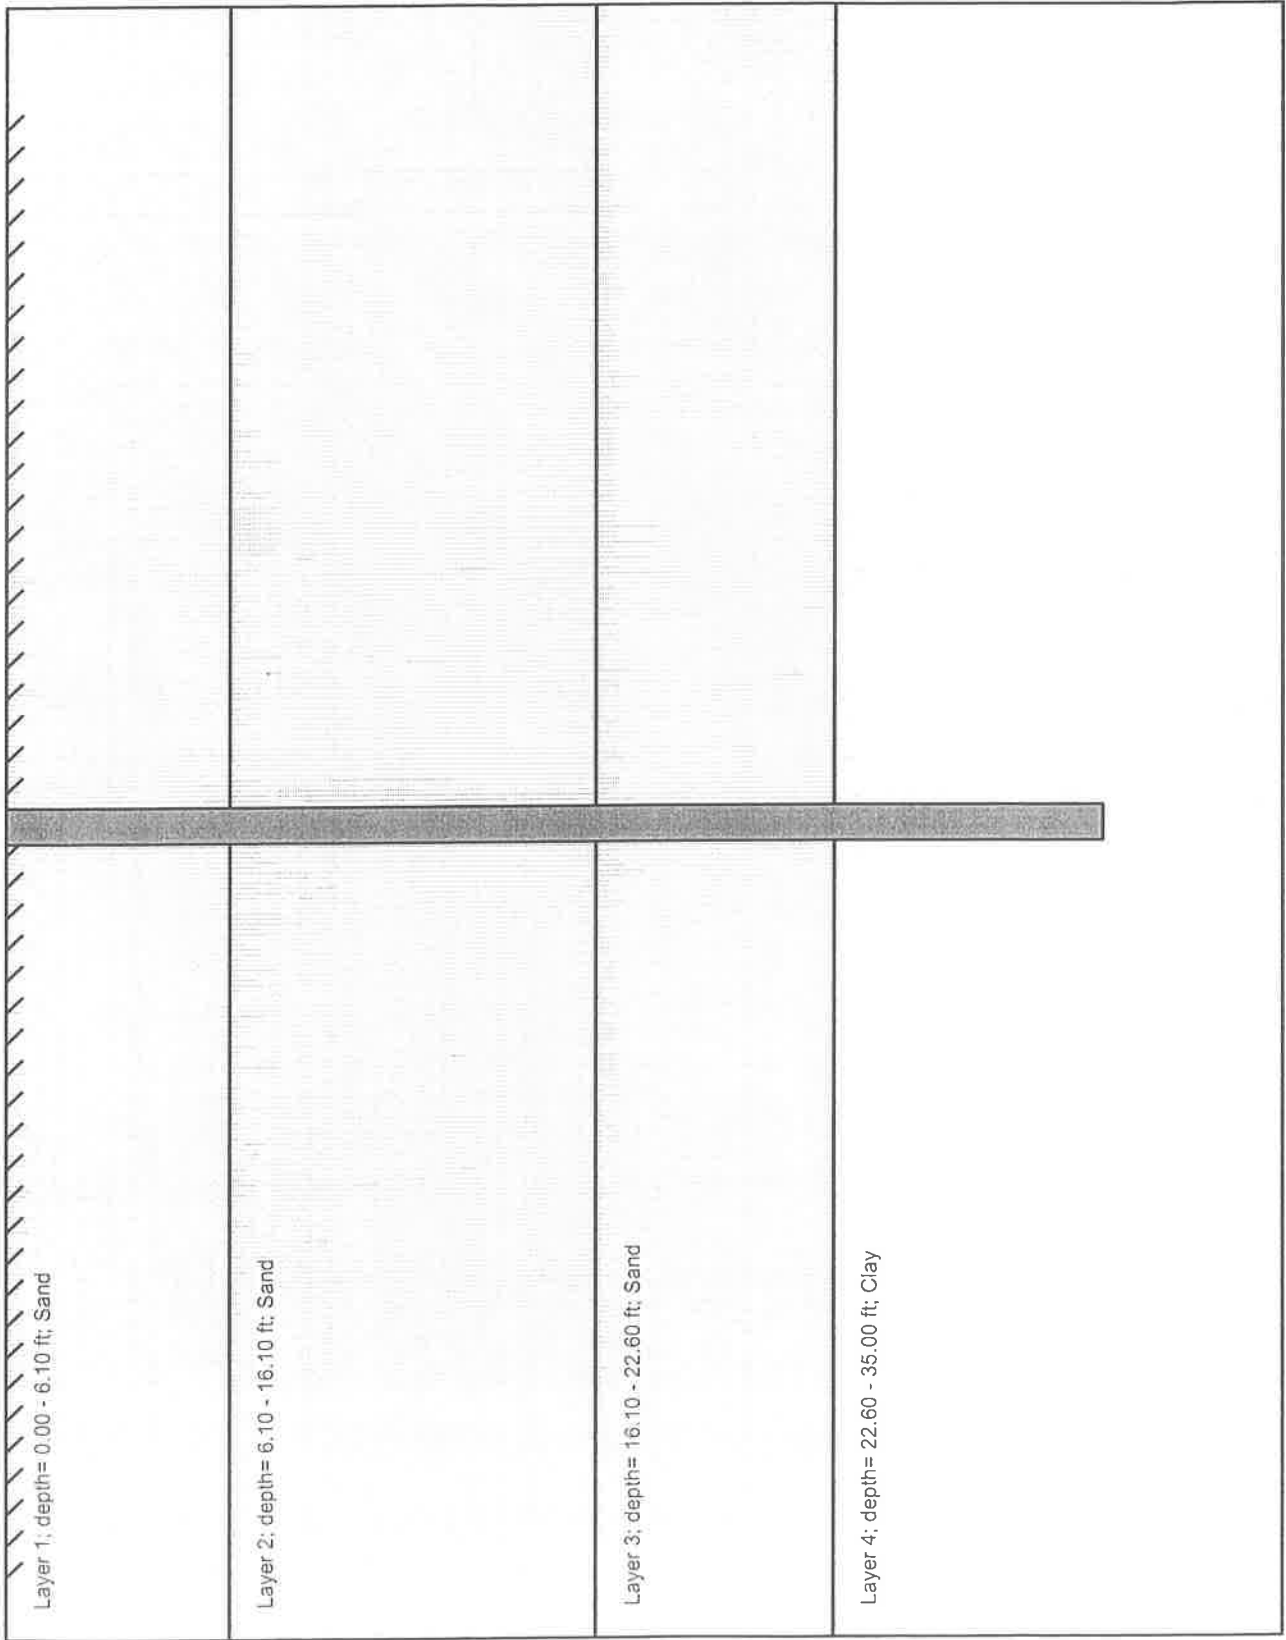 Layer 1; depth= 0.00 - 6.10 ft; Sand
Layer 2; depth= 6.10 - 16.10 ft; Sand
Layer 3; depth= 16.10 - 22.60 ft; Sand
Layer 4; depth= 22.60 - 35.00 ft; Clay